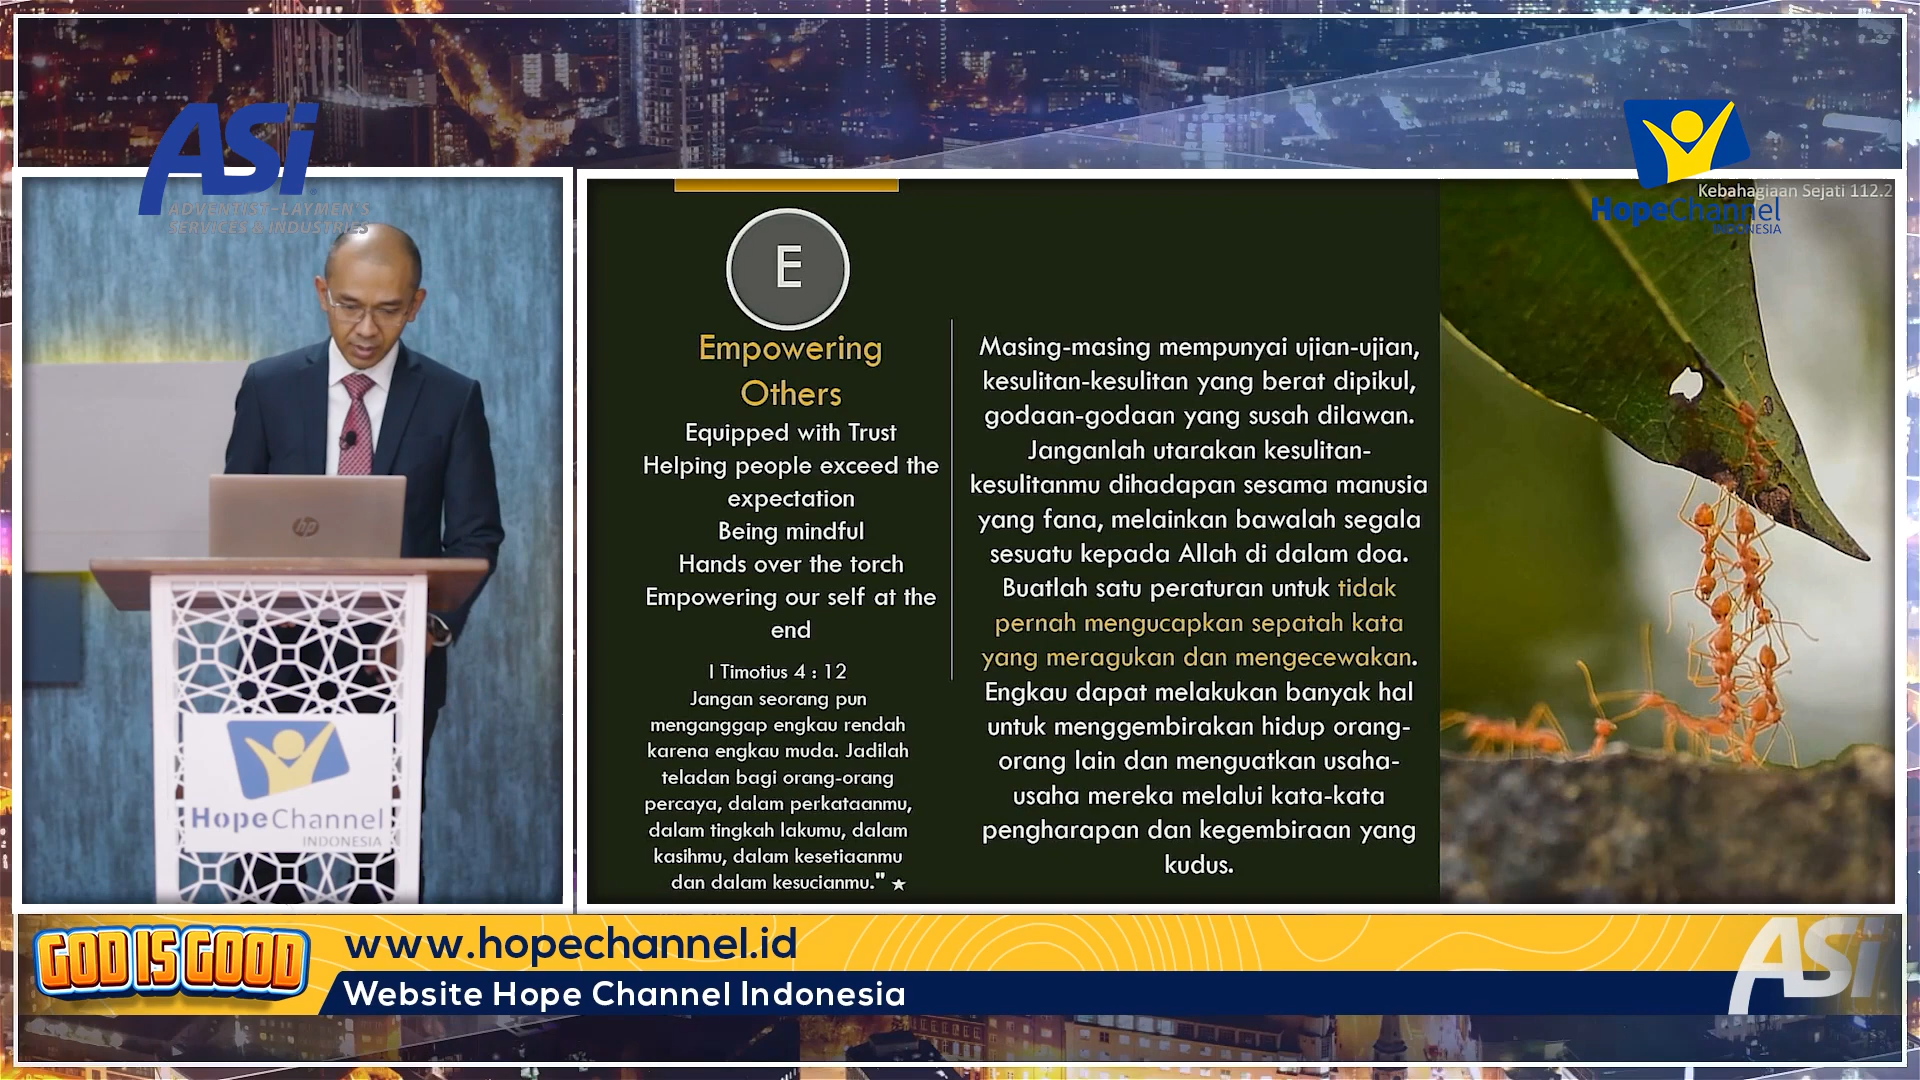 ASi
ADVENTIST-LAYMEN'S
SERVICES & INDUSTRIES
Kebahagiaan Sejati 112.2
HopeChannel
INDONESIA
E
Empowering
Others
Equipped with Trust
Helping people exceed the
expectation
Being mindful
Hands over the torch
Empowering our self at the
end
I Timotius 4 : 12
Jangan seorang pun
menganggap engkau rendah
karena engkau muda. Jadilah
teladan bagi orang-orang
percaya, dalam perkataanmu,
dalam tingkah lakumu, dalam
kasihmu, dalam kesetiaanmu
dan dalam kesucianmu."
Masing-masing mempunyai ujian-ujian,
kesulitan-kesulitan yang berat dipikul,
godaan-godaan yang susah dilawan.
Janganlah utarakan kesulitan-
kesulitanmu dihadapan sesama manusia
yang fana, melainkan bawalah segala
sesuatu kepada Allah di dalam doa.
Buatlah satu peraturan untuk tidak
pernah mengucapkan sepatah kata
yang meragukan dan mengecewakan.
Engkau dapat melakukan banyak hal
untuk menggembirakan hidup orang-
orang lain dan menguatkan usaha-
usaha mereka melalui kata-kata
pengharapan dan kegembiraan yang
kudus.
hp
HopeChannel
INDONESIA
GOD IS GOOD
www.hopechannel.id
Website Hope Channel Indonesia
ASi